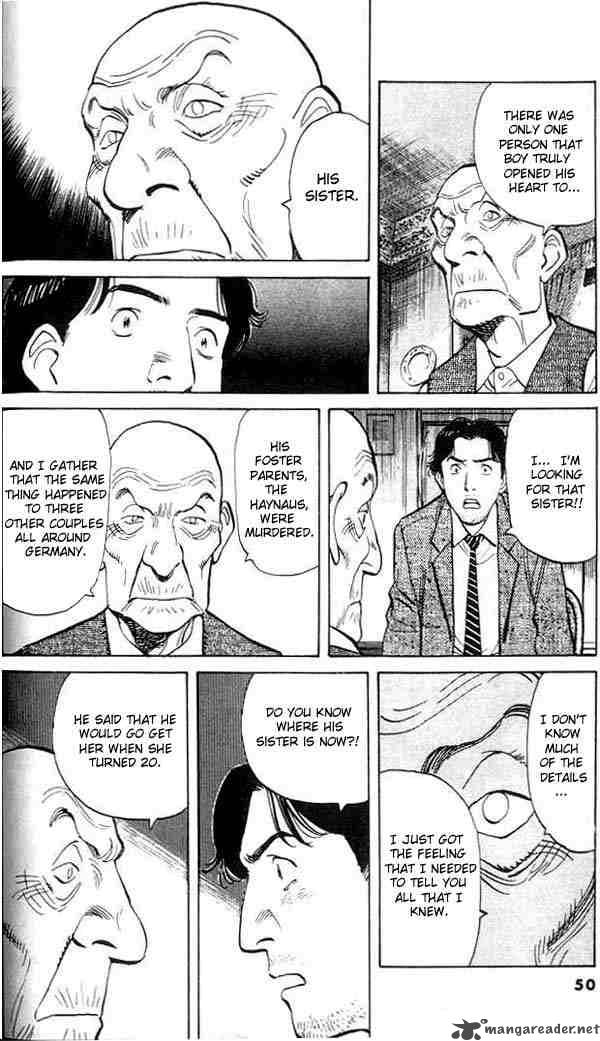 THERE WAS
ONLY ONE
PERSON THAT
BOY TRULY
OPENED HIS
HEART TO...
HIS
SISTER.
I... I'M
LOOKING
FOR THAT
SISTER!!
HIS
FOSTER
PARENTS,
THE
HAYNAUS,
WERE
MURDERED.
AND I GATHER
THAT THE SAME
THING HAPPENED
TO THREE
OTHER COUPLES
ALL AROUND
GERMANY.
I DON'T
KNOW
MUCH
OF THE
DETAILS
...
I JUST GOT
THE FEELING
THAT I NEEDED
TO TELL YOU
ALL THAT I
KNEW.
DO YOU KNOW
WHERE HIS
SISTER IS NOW?!
HE SAID THAT HE
WOULD GO GET
HER WHEN SHE
TURNED 20.
50
mangareader.net